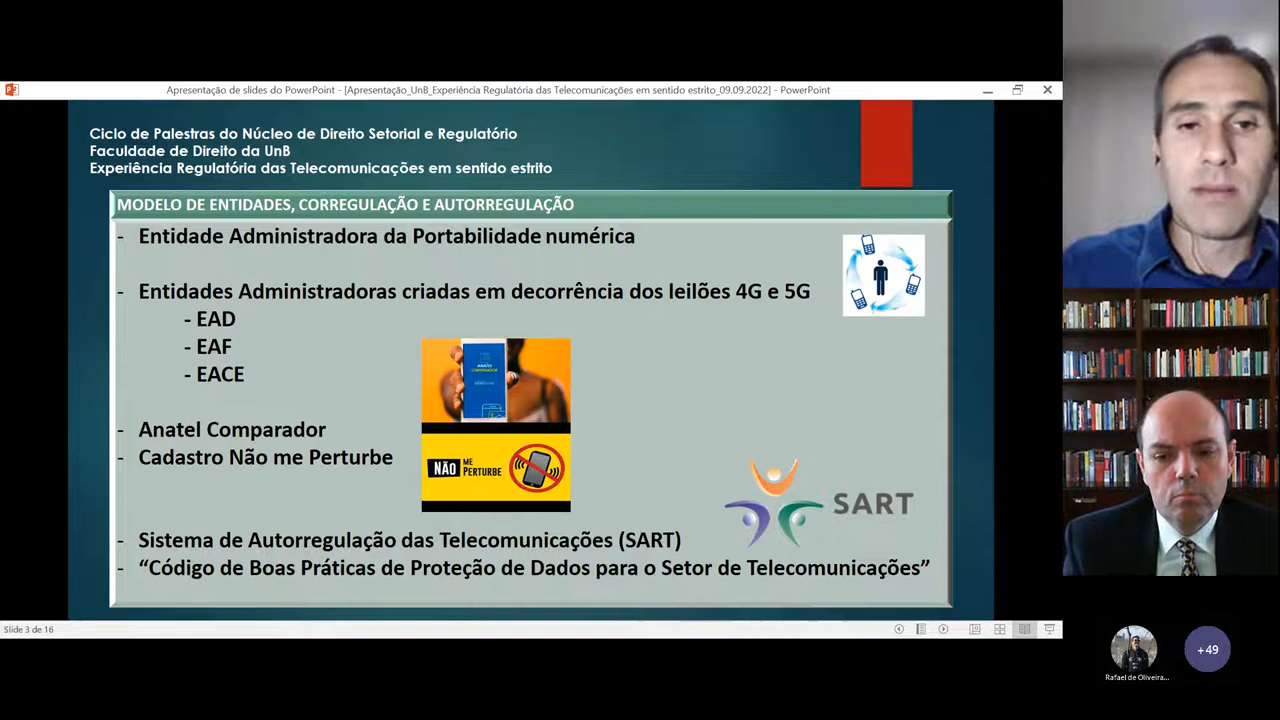 Apresentação de slides do PowerPoint - [Apresentação_UnB_Experiência Regulatória das Telecomunicações em sentido estrito_09.09.2022] - PowerPoint
Ciclo de Palestras do Núcleo de Direito Setorial e Regulatório
Faculdade de Direito da UnB
Experiência Regulatória das Telecomunicações em sentido estrito
MODELO DE ENTIDADES, CORREGULAÇÃO E AUTORREGULAÇÃO
- Entidade Administradora da Portabilidade numérica
- Entidades Administradoras criadas em decorrência dos leilões 4G e 5G
- EAD
- EAF
- EACE
ANATEL
COMPARADOR
- Anatel Comparador
- Cadastro Não me Perturbe
NÃO ME PERTURBE
SART
- Sistema de Autorregulação das Telecomunicações (SART)
- “Código de Boas Práticas de Proteção de Dados para o Setor de Telecomunicações”
Slide 3 de 16
+49
Rafael de Oliveira...